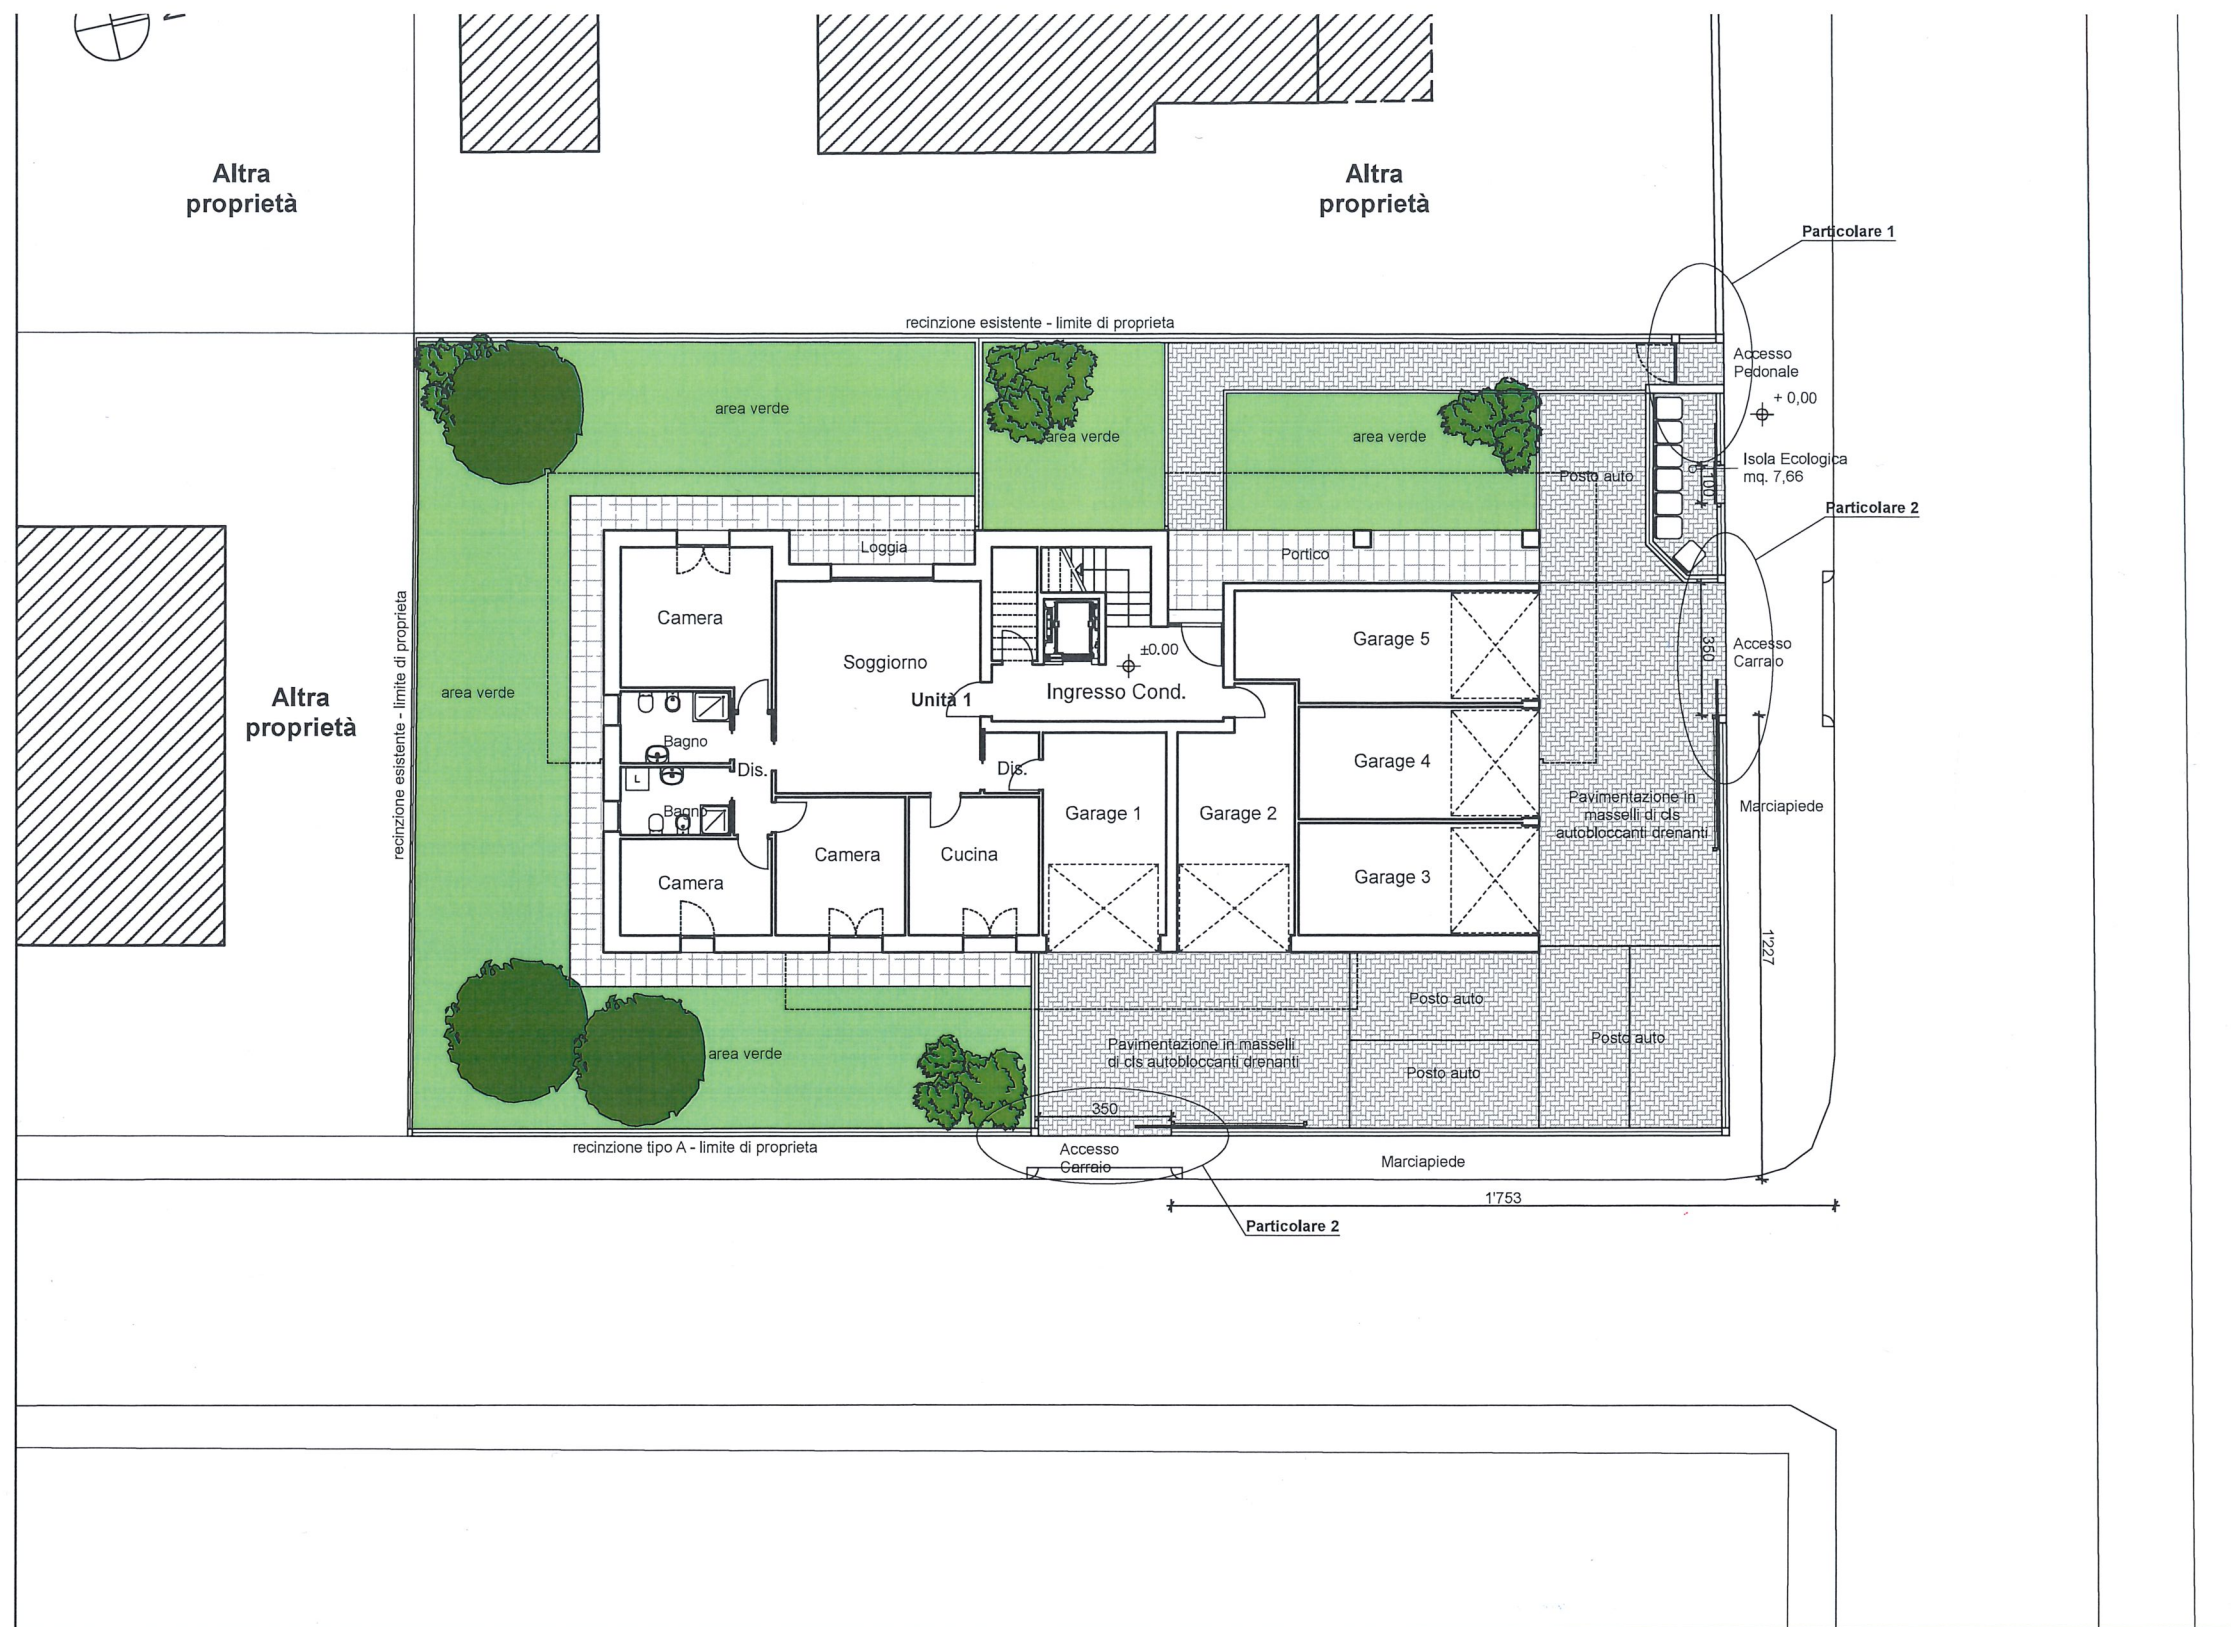 Altra
proprietà
Altra
proprietà
Particolare 1
recinzione esistente - limite di proprieta
Accesso
Pedonale
+ 0,00
area verde
area verde
area verde
Posto auto
100
Isola Ecologica
mq. 7,66
Particolare 2
Loggia
Portico
Camera
Soggiorno
±0.00
Garage 5
350
Accesso
Carraio
recinzione esistente - limite di proprieta
area verde
Altra
proprietà
Unità 1
Ingresso Cond.
Bagno
Dis.
Dis.
Garage 4
L
Bagno
Garage 1
Garage 2
Pavimentazione in
masselli di cls
autobloccanti drenanti
Marciapiede
Camera
Cucina
Camera
Garage 3
1'227
Posto auto
area verde
Pavimentazione in masselli
di cls autobloccanti drenanti
Posto auto
Posto auto
350
recinzione tipo A - limite di proprieta
Accesso
Carraio
Marciapiede
1'753
Particolare 2